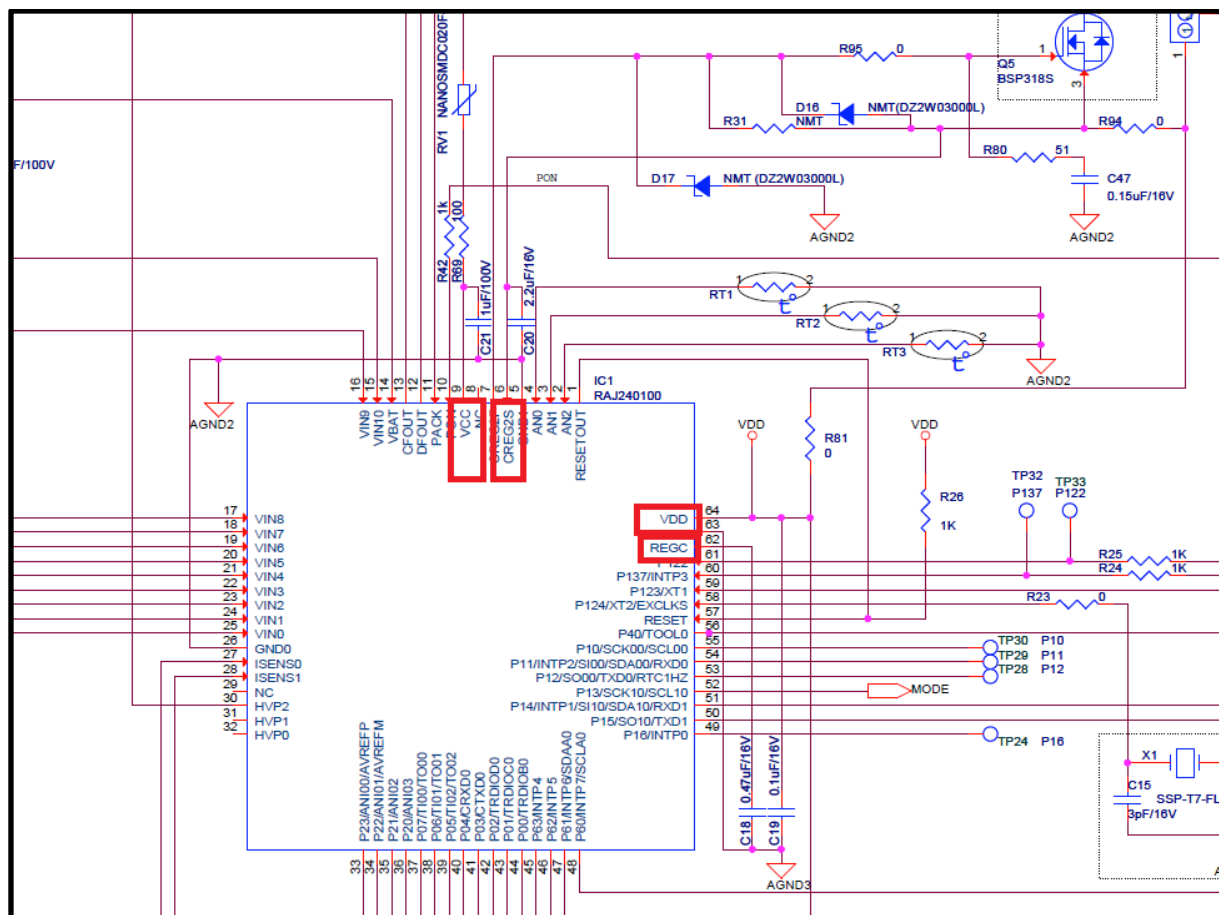 R95 0
1
Q5
BSP318S
3
1
1
NANOSMDC020F
RV1
D16 NMT(DZ2W03000L)
R31 NMT
R94 0
F/100V
R80 51
PON
D17 NMT (DZ2W03000L)
C47
0.15uF/16V
AGND2
AGND2
1k
100
R42
R69
1uF/100V
C21
2.2uF/16V
C20
1 2
RT1
t°
1 2
RT2
t°
1 2
RT3
t°
AGND2
AGND2
16
15
14
13
12
11
10
9
8
7
6
5
4
3
2
1
IC1
RAJ240100
VIN9
VIN10
VBAT
CFOUT
DFOUT
PACK
VCC
NC
CREG2S
AN0
AN1
AN2
RESETOUT
VDD
R81
0
VDD
R26
1K
TP32
P137
TP33
P122
17 VIN8
18 VIN7
19 VIN6
20 VIN5
21 VIN4
22 VIN3
23 VIN2
24 VIN1
25 VIN0
26 GND0
27 ISENS0
28 ISENS1
29 NC
30 HVP2
31 HVP1
32 HVP0
VDD 64
63
REGC 62
61
P137/INTP3 60
P123/XT1 59
P124/XT2/EXCLKS 58
RESET 57
P40/TOOL0 56
P10/SCK00/SCL00 55
P11/INTP2/SI00/SDA00/RXD0 54
P12/SO00/TXD0/RTC1HZ 53
P13/SCK10/SCL10 52
P14/INTP1/SI10/SDA10/RXD1 51
P15/SO10/TXD1 50
P16/INTP0 49
R25 1K
R24 1K
R23 0
TP30 P10
TP29 P11
TP28 P12
MODE
TP24 P16
0.47uF/16V
C18
0.1uF/16V
C19
AGND3
X1
C15
SSP-T7-FL
3pF/16V
P23/ANI00/AVREFP
P22/ANI01/AVREFM
P21/ANI02
P20/ANI03
P07/TI00/TO00
P06/TI01/TO01
P05/TI02/TO02
P04/CRXD0
P03/CTXD0
P02/TRDIOD0
P01/TRDIOC0
P00/TRDIOB0
P63/INTP4
P62/INTP5
P61/INTP6/SDAA0
P60/INTP7/SCLA0
33
34
35
36
37
38
39
40
41
42
43
44
45
46
47
48